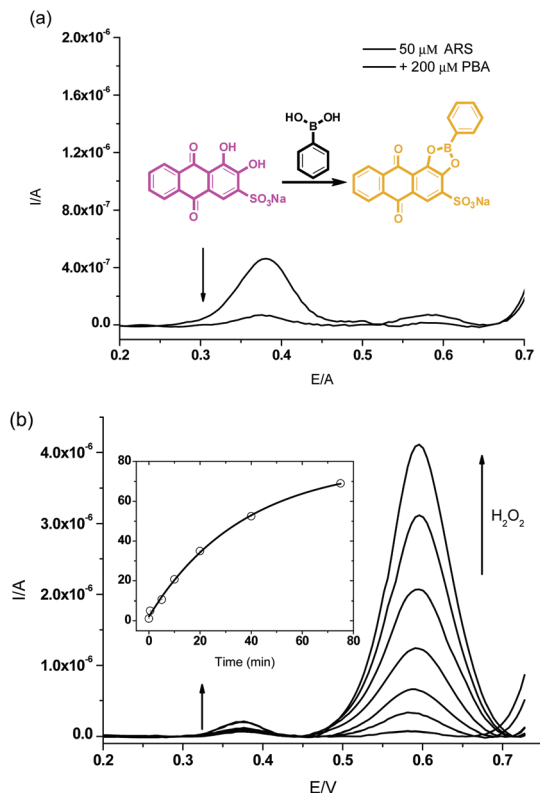 (a)
2.0x10⁻⁶
1.6x10⁻⁶
1.2x10⁻⁶
8.0x10⁻⁷
4.0x10⁻⁷
0.0
I/A
50 μM ARS
+ 200 μM PBA
HO OH
B
O OH
OH
SO₃Na
O
O B
O
O
SO₃Na
O
0.2 0.3 0.4 0.5 0.6 0.7
E/A
(b)
4.0x10⁻⁶
3.0x10⁻⁶
2.0x10⁻⁶
1.0x10⁻⁶
0.0
I/A
80
60
40
20
0
0 20 40 60 80
Time (min)
H₂O₂
0.2 0.3 0.4 0.5 0.6 0.7
E/V